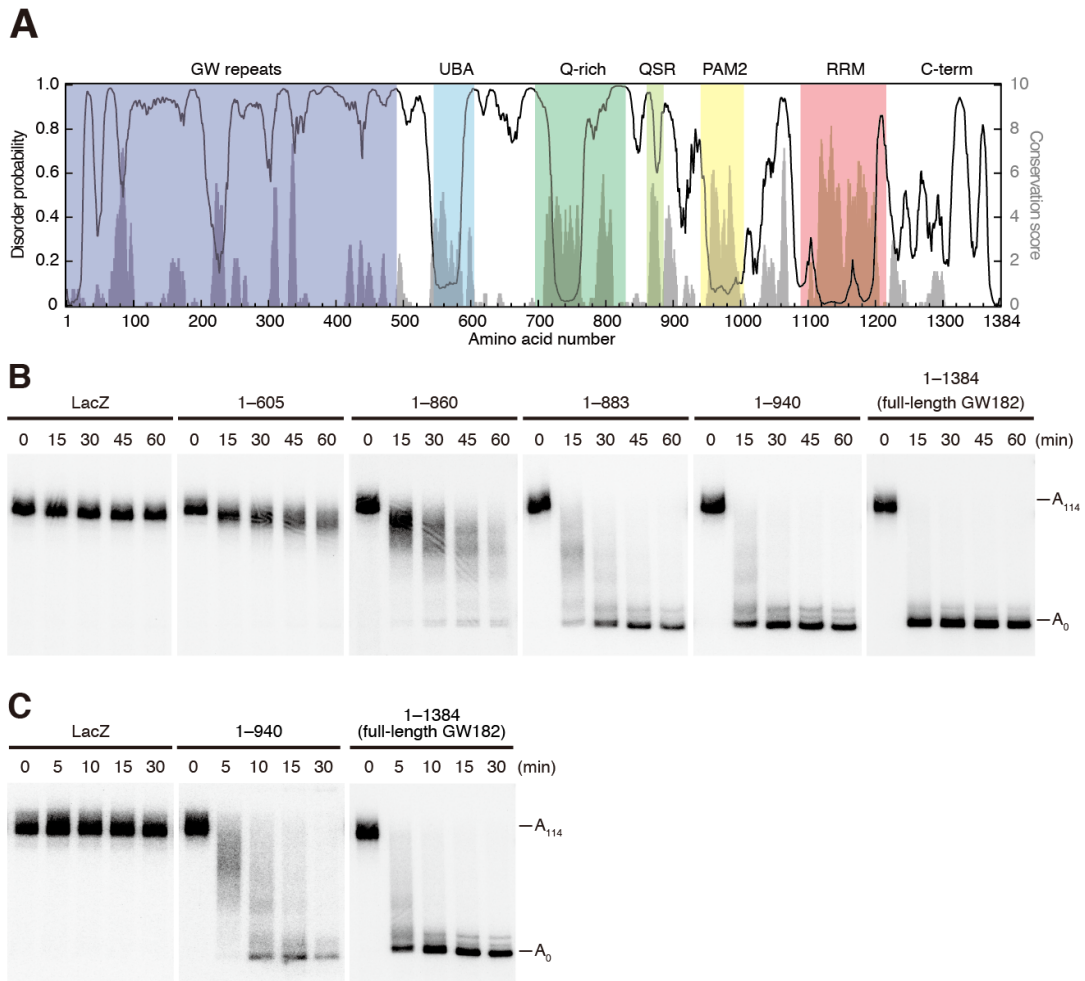 A
GW repeats UBA Q-rich QSR PAM2 RRM C-term
1.0 10
0.8 8
0.6 6
0.4 4
0.2 2
0 0
Disorder probability
Conservation score
1 100 200 300 400 500 600 700 800 900 1000 1100 1200 1300 1384
Amino acid number
B
1–1384
LacZ 1–605 1–860 1–883 1–940 (full-length GW182)
0 15 30 45 60 0 15 30 45 60 0 15 30 45 60 0 15 30 45 60 0 15 30 45 60 0 15 30 45 60 (min)
–A114
–A0
C
1–1384
LacZ 1–940 (full-length GW182)
0 5 10 15 30 0 5 10 15 30 0 5 10 15 30 (min)
–A114
–A0